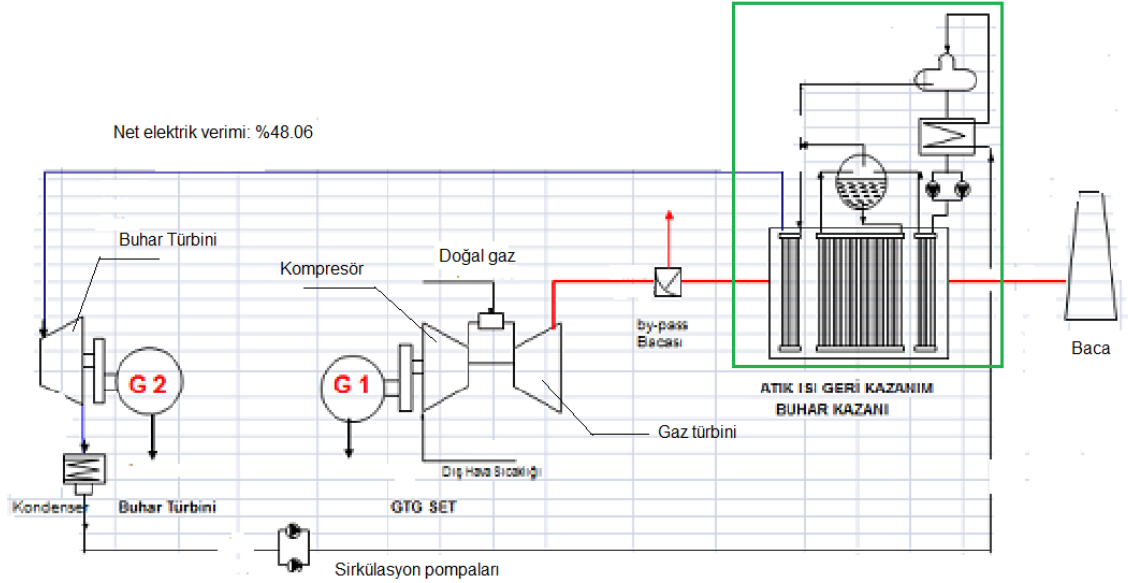 Net elektrik verimi: %48.06
Buhar Türbini
Kompresör
Doğal gaz
by-pass
Bacası
Baca
G 2
G 1
ATIK ISI GERİ KAZANIM
BUHAR KAZANI
Gaz türbini
Dış Hava Sıcaklığı
Kondenser
Buhar Türbini
GTG SET
Sirkülasyon pompaları